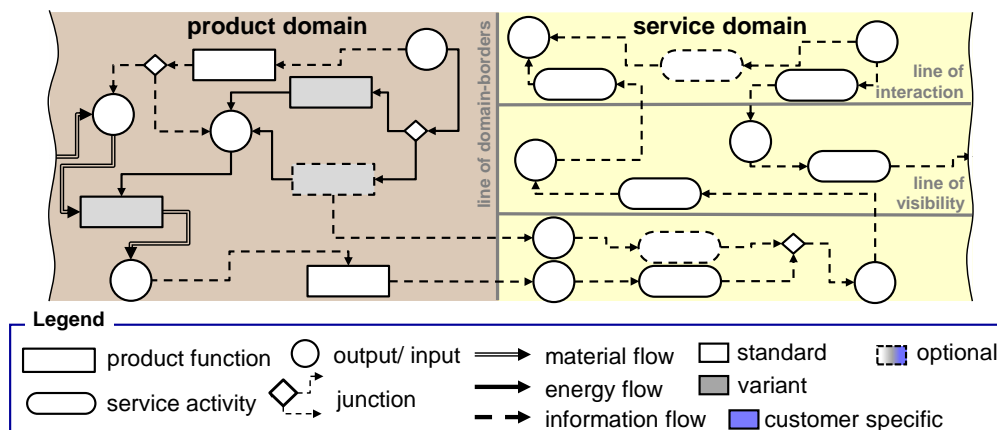 product domain
service domain
line of domain-borders
line of
interaction
line of
visibility
Legend
product function
output/ input
material flow
standard
optional
service activity
junction
energy flow
variant
information flow
customer specific